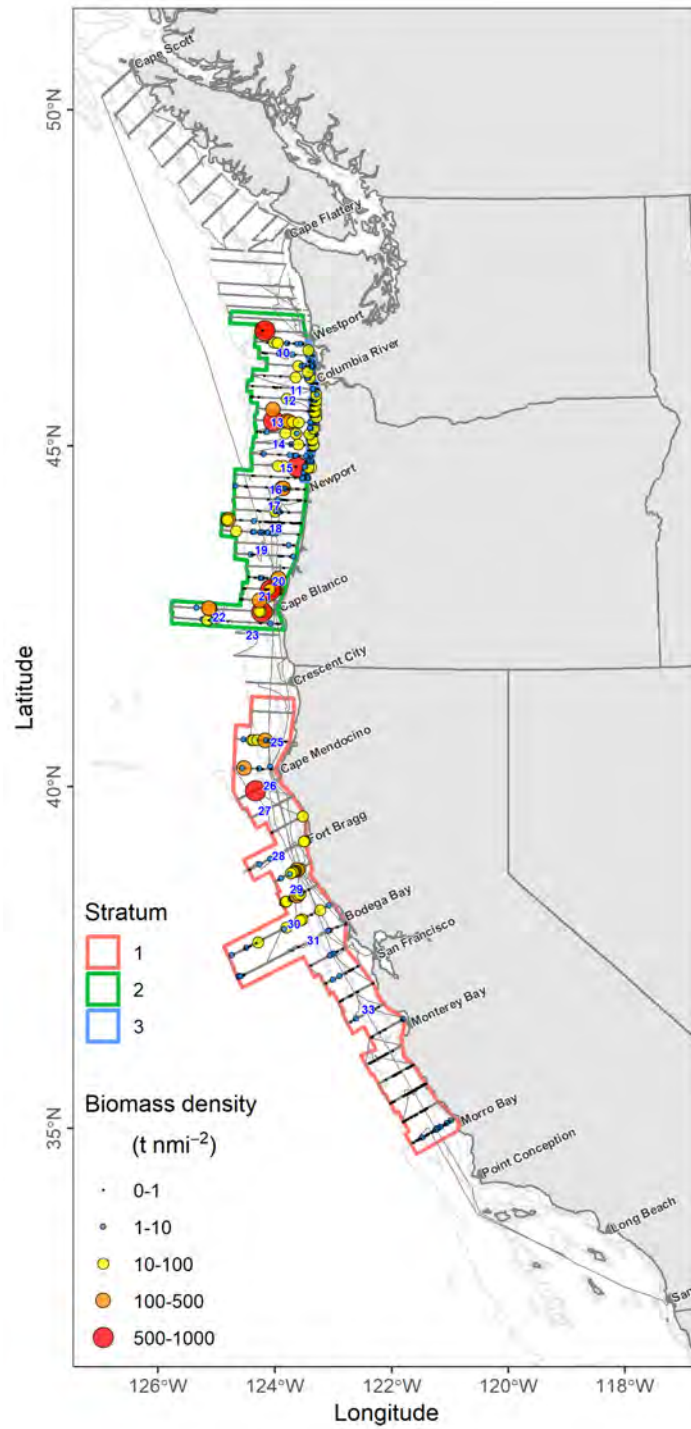 50°N
45°N
40°N
35°N
Latitude
Cape Scott
Cape Flattery
Westport
10
Columbia River
11
12
13
14
15
Newport
16
17
18
19
20
21
Cape Blanco
22
23
Crescent City
25
Cape Mendocino
26
27
Fort Bragg
28
29
Bodega Bay
30
31
San Francisco
33
Monterey Bay
Morro Bay
Point Conception
Long Beach
San
Stratum
1
2
3
Biomass density
(t nmi⁻²)
0-1
1-10
10-100
100-500
500-1000
126°W
124°W
122°W
120°W
118°W
Longitude